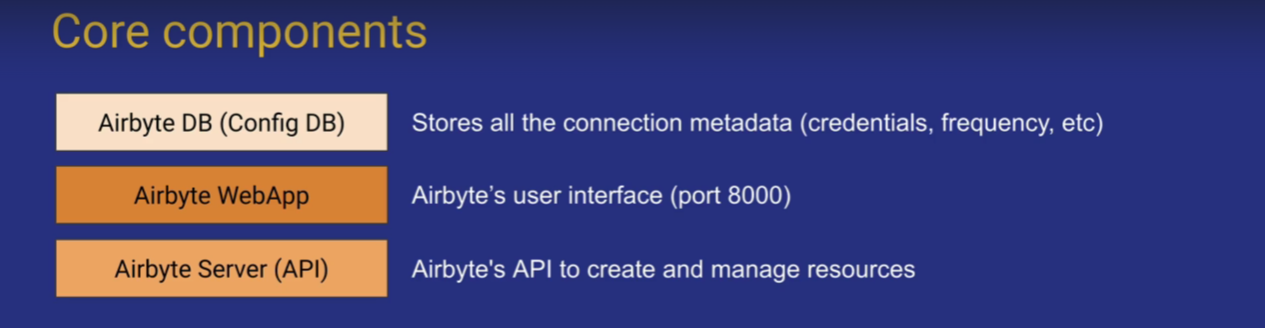 Core components
Airbyte DB (Config DB) Stores all the connection metadata (credentials, frequency, etc)
Airbyte WebApp Airbyte’s user interface (port 8000)
Airbyte Server (API) Airbyte's API to create and manage resources